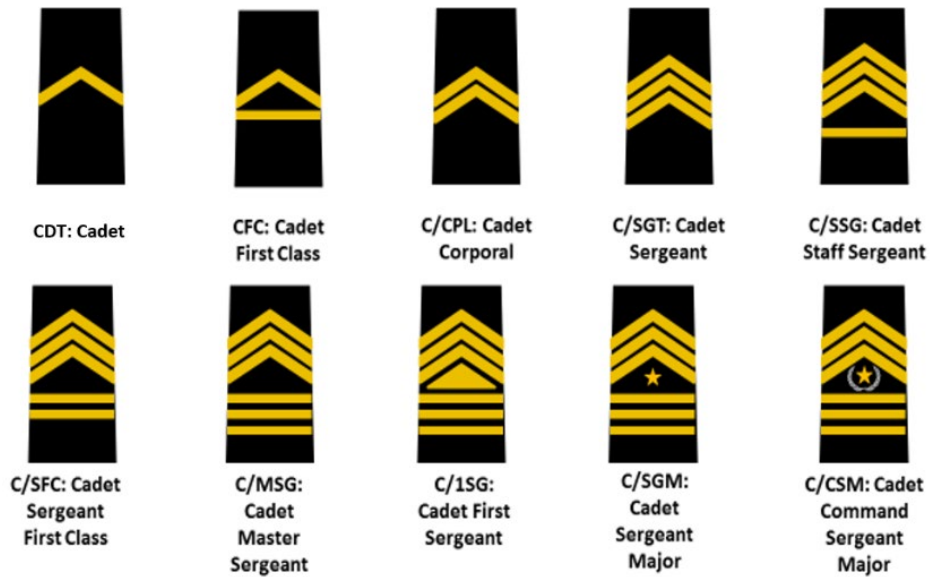 CDT: Cadet
CFC: Cadet
First Class
C/CPL: Cadet
Corporal
C/SGT: Cadet
Sergeant
C/SSG: Cadet
Staff Sergeant
C/SFC: Cadet
Sergeant
First Class
C/MSG:
Cadet
Master
Sergeant
C/1SG:
Cadet First
Sergeant
C/SGM:
Cadet
Sergeant
Major
C/CSM: Cadet
Command
Sergeant
Major